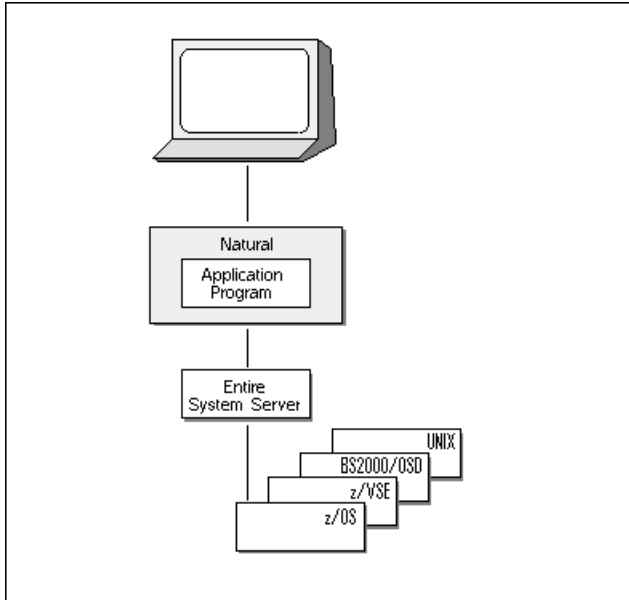 Natural
Application
Program
Entire
System Server
UNIX
BS2000/OSD
z/VSE
z/OS